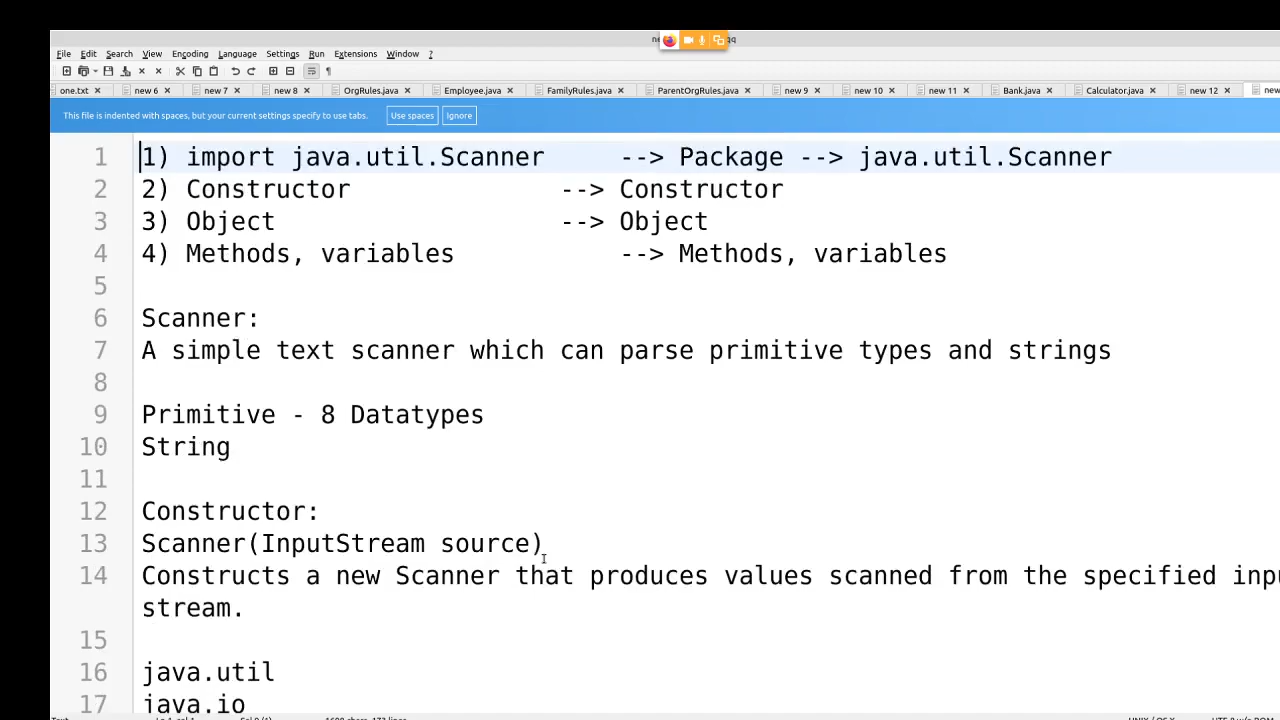 File Edit Search View Encoding Language Settings Run Extensions Window ?
one.txt new 6 new 7 new 8 OrgRules.java Employee.java FamilyRules.java ParentOrgRules.java new 9 new 10 new 11 Bank.java Calculator.java new 12 new
This file is indented with spaces, but your current settings specify to use tabs. Use spaces Ignore
1 1) import java.util.Scanner --> Package --> java.util.Scanner
2 2) Constructor --> Constructor
3 3) Object --> Object
4 4) Methods, variables --> Methods, variables
5
6 Scanner:
7 A simple text scanner which can parse primitive types and strings
8
9 Primitive - 8 Datatypes
10 String
11
12 Constructor:
13 Scanner(InputStream source)
14 Constructs a new Scanner that produces values scanned from the specified
stream.
15
16 java.util
17 java.io